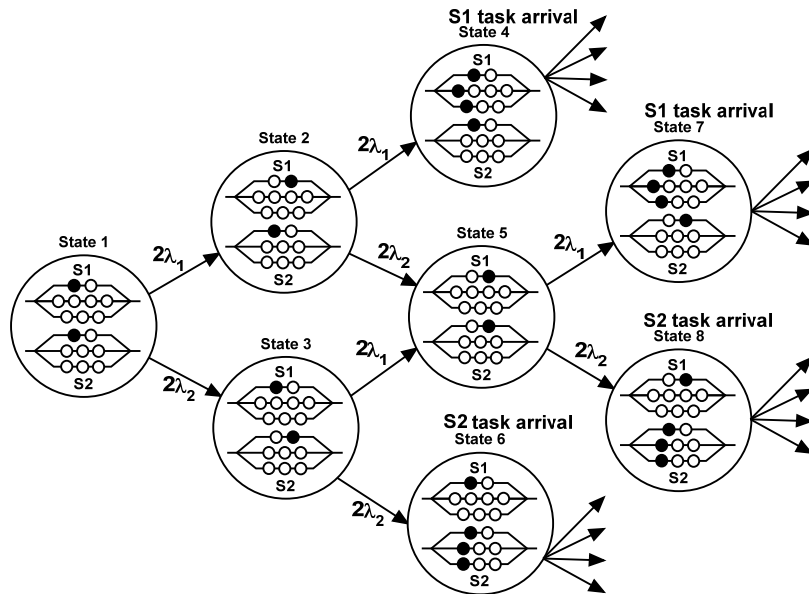 S1 task arrival
State 4
S1
S2
2λ1
State 2
S1
S2
S1 task arrival
State 7
S1
S2
2λ1
2λ2
State 5
S1
S2
2λ1
State 1
S1
S2
2λ2
State 3
S1
S2
2λ1
2λ2
S2 task arrival
State 8
S1
S2
2λ2
S2 task arrival
State 6
S1
S2